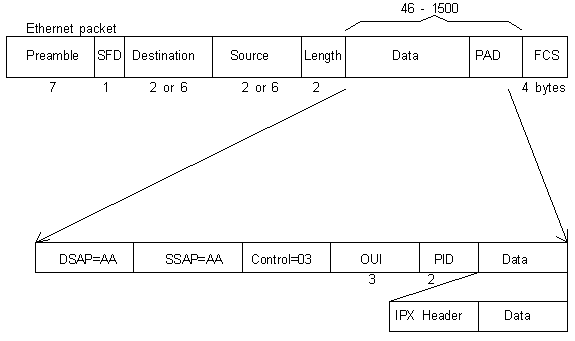 46 - 1500
Ethernet packet
Preamble SFD Destination Source Length Data PAD FCS
7 1 2 or 6 2 or 6 2 4 bytes
DSAP=AA SSAP=AA Control=03 OUI PID Data
3 2
IPX Header Data